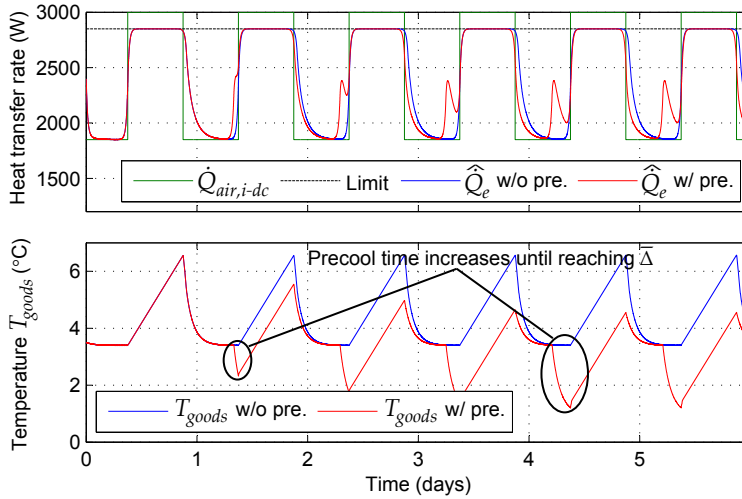 3000
2500
2000
1500
Heat transfer rate (W)
Q̇air,i-dc
Limit
Q̂̇e w/o pre.
Q̂̇e w/ pre.
6
4
2
0
Temperature Tgoods (°C)
Precool time increases until reaching Δ̅
Tgoods w/o pre.
Tgoods w/ pre.
0 1 2 3 4 5
Time (days)